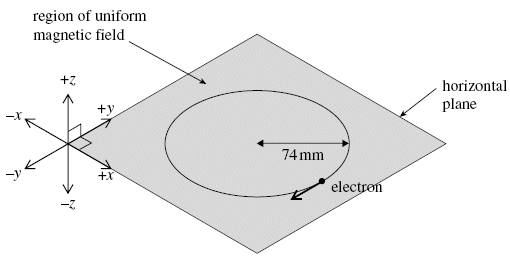 region of uniform
magnetic field
+z
–x
+y
horizontal
plane
74 mm
–y
+x
electron
–z